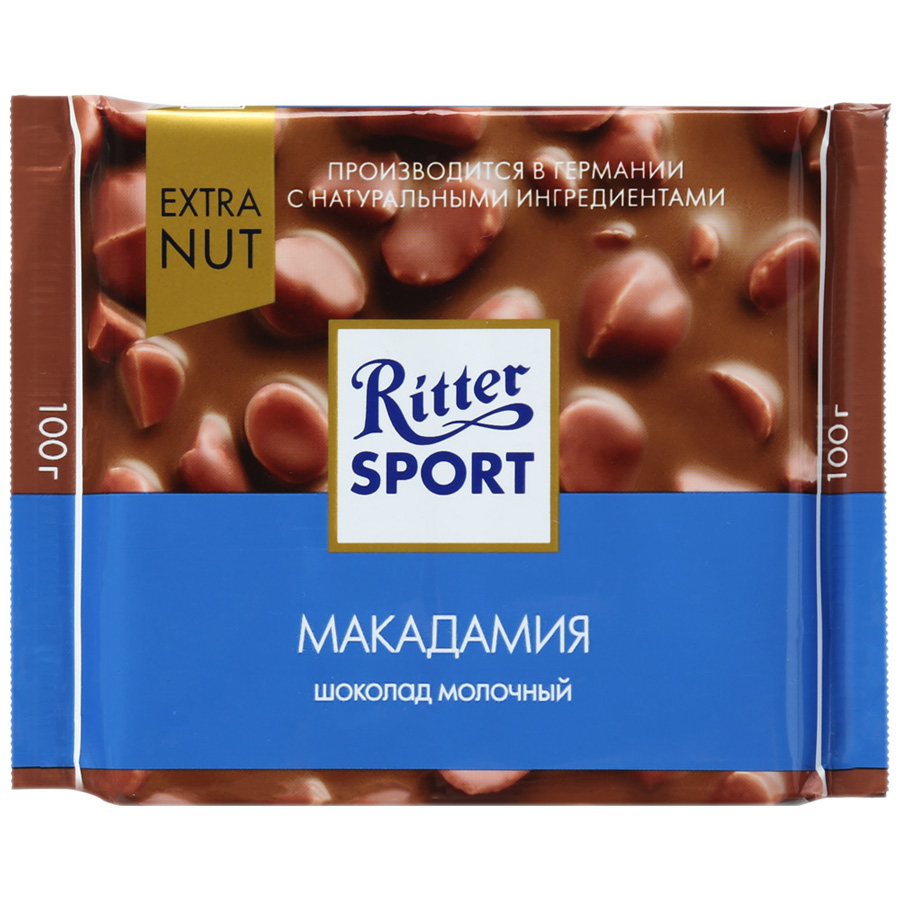 ПРОИЗВОДИТСЯ В ГЕРМАНИИ
С НАТУРАЛЬНЫМИ ИНГРЕДИЕНТАМИ
EXTRA
NUT
Ritter
SPORT
100г
100г
МАКАДАМИЯ
шоколад молочный